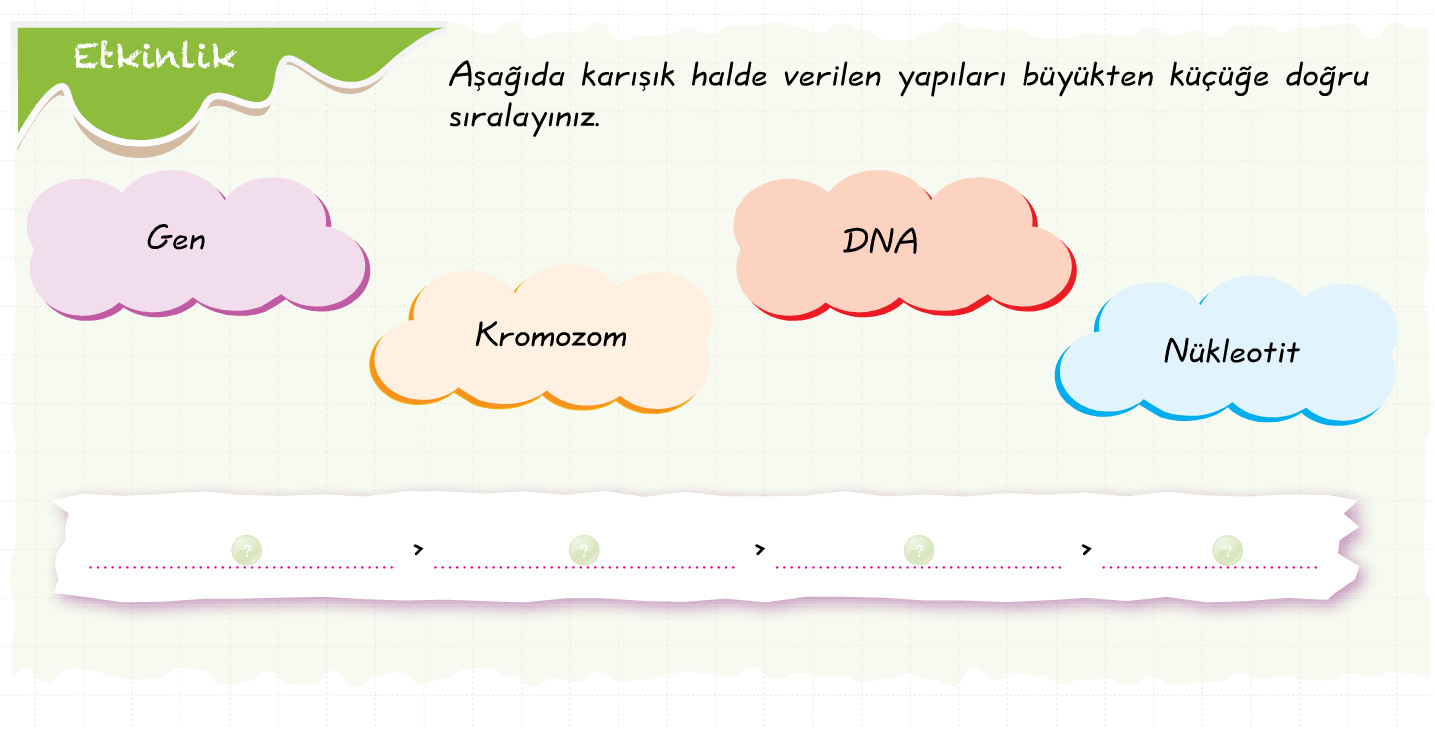 Etkinlik
Aşağıda karışık halde verilen yapıları büyükten küçüğe doğru
sıralayınız.
Gen
DNA
Kromozom
Nükleotit
? > ? > ? > ?